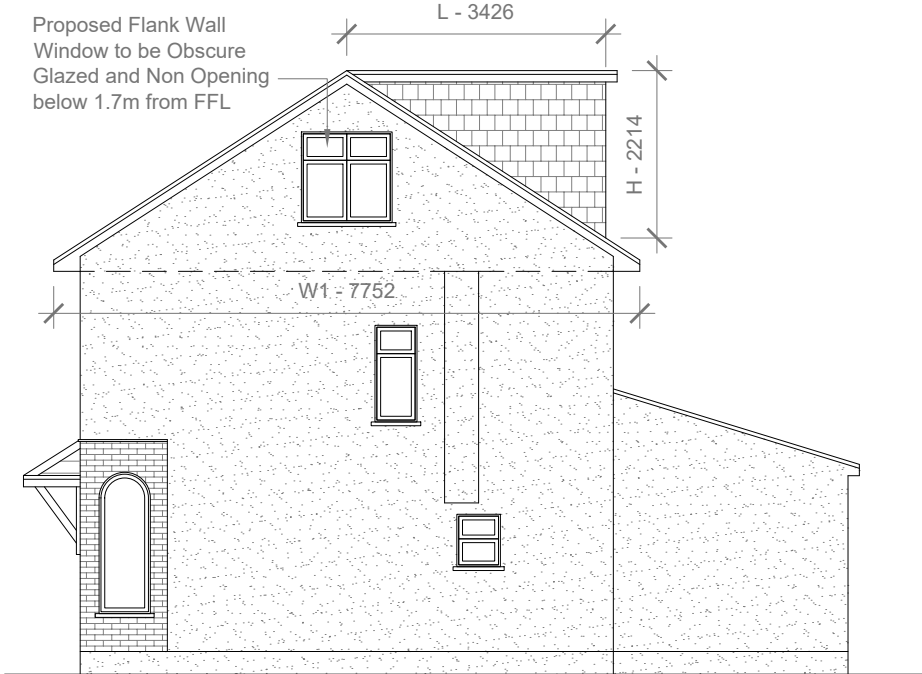 L - 3426
Proposed Flank Wall
Window to be Obscure
Glazed and Non Opening
below 1.7m from FFL
H - 2214
W1 - 7752